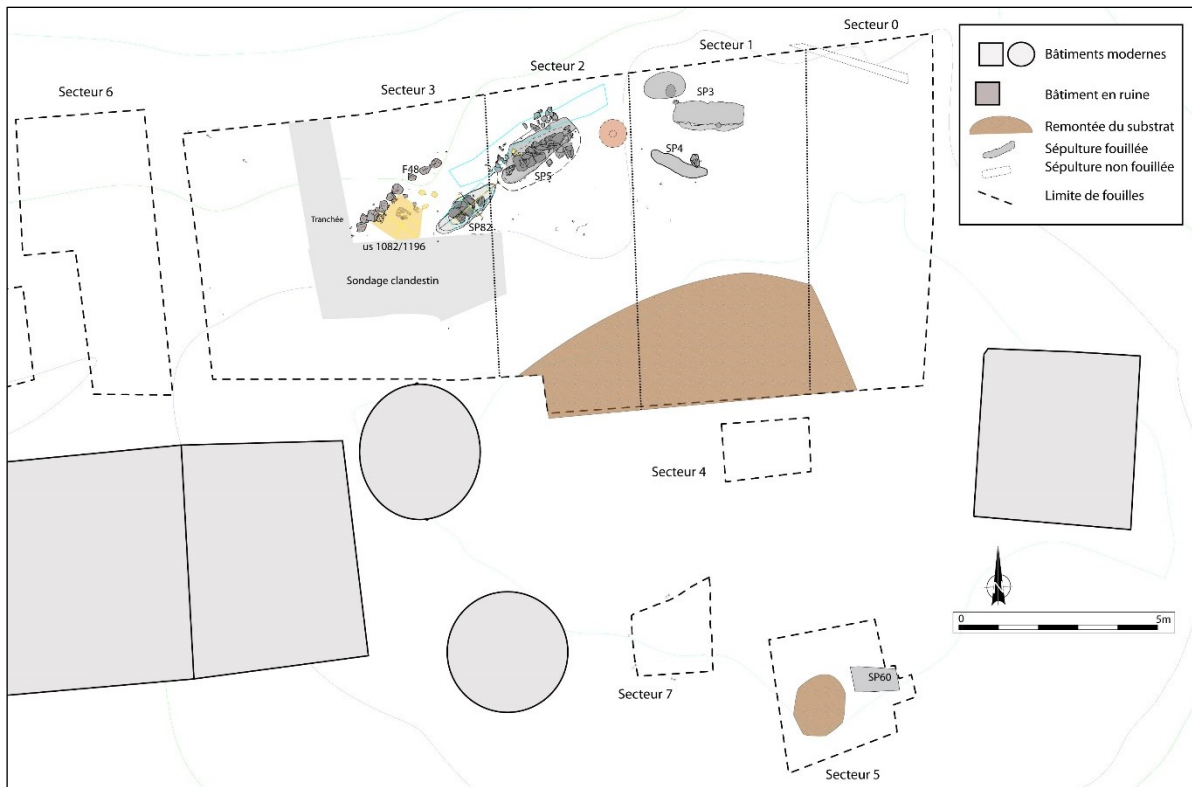 Secteur 0
Secteur 1
Secteur 2
Secteur 3
Secteur 6
SP3
SP4
SP5
F48
SP82
Tranchée
us 1082/1196
Sondage clandestin
Secteur 4
Secteur 7
SP60
Secteur 5
Bâtiments modernes
Bâtiment en ruine
Remontée du substrat
Sépulture fouillée
Sépulture non fouillée
Limite de fouilles
N
0 5m